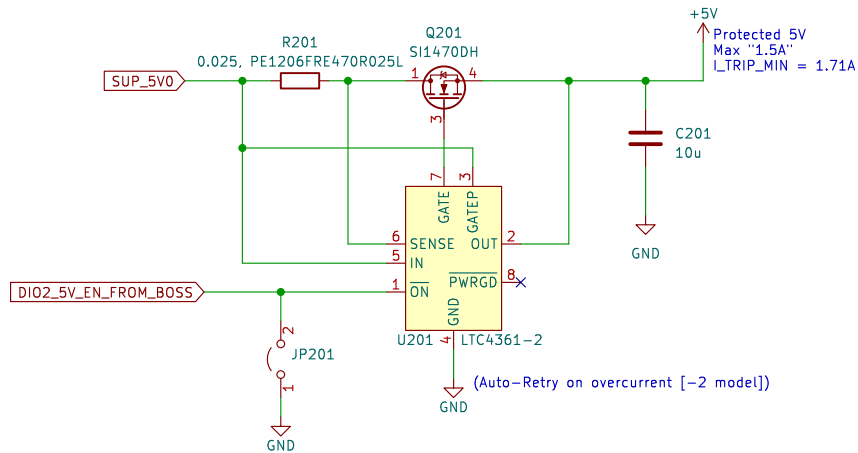 +5V
Protected 5V
Max "1.5A"
I_TRIP_MIN = 1.71A
R201
0.025, PE1206FRE470R025L
Q201
SI1470DH
SUP_5V0
1
4
3
C201
10u
GND
7
3
GATE
GATEP
6
SENSE
OUT
2
5
IN
DIO2_5V_EN_FROM_BOSS
1
ON
PWRGD
8
GND
U201
4
LTC4361-2
2
JP201
1
GND
GND
(Auto-Retry on overcurrent [-2 model])